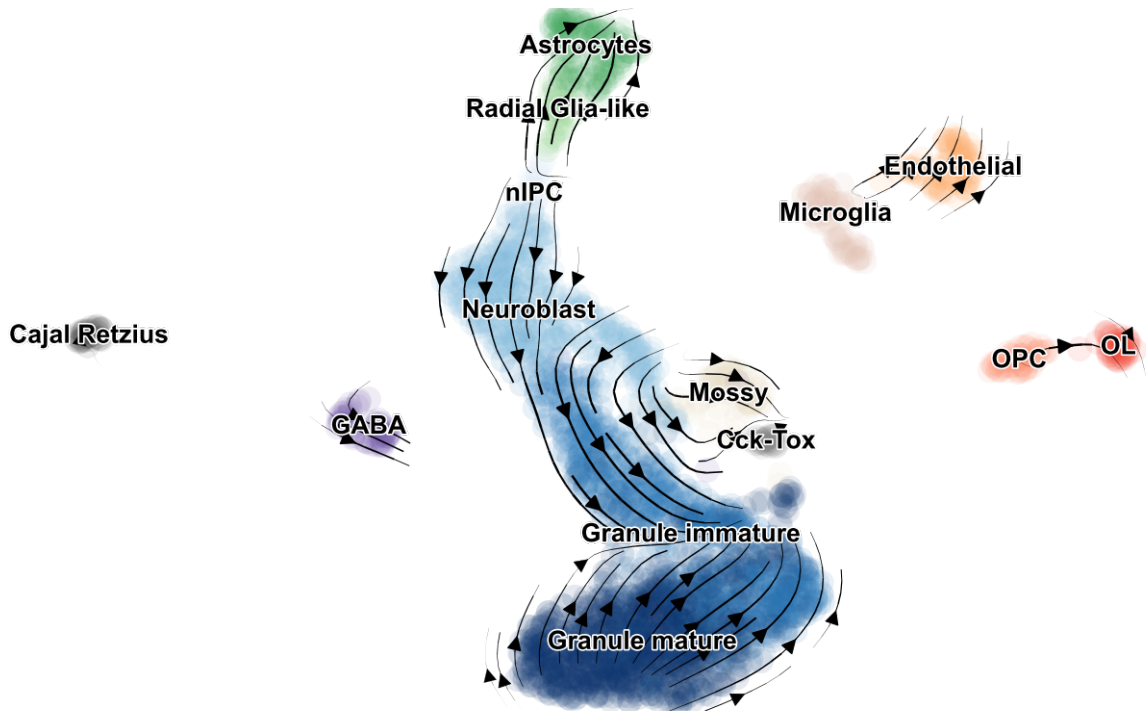 Astrocytes
Radial Glia-like
Endothelial
nIPC
Microglia
Neuroblast
Cajal Retzius
OL
OPC
Mossy
GABA
Cck-Tox
Granule immature
Granule mature